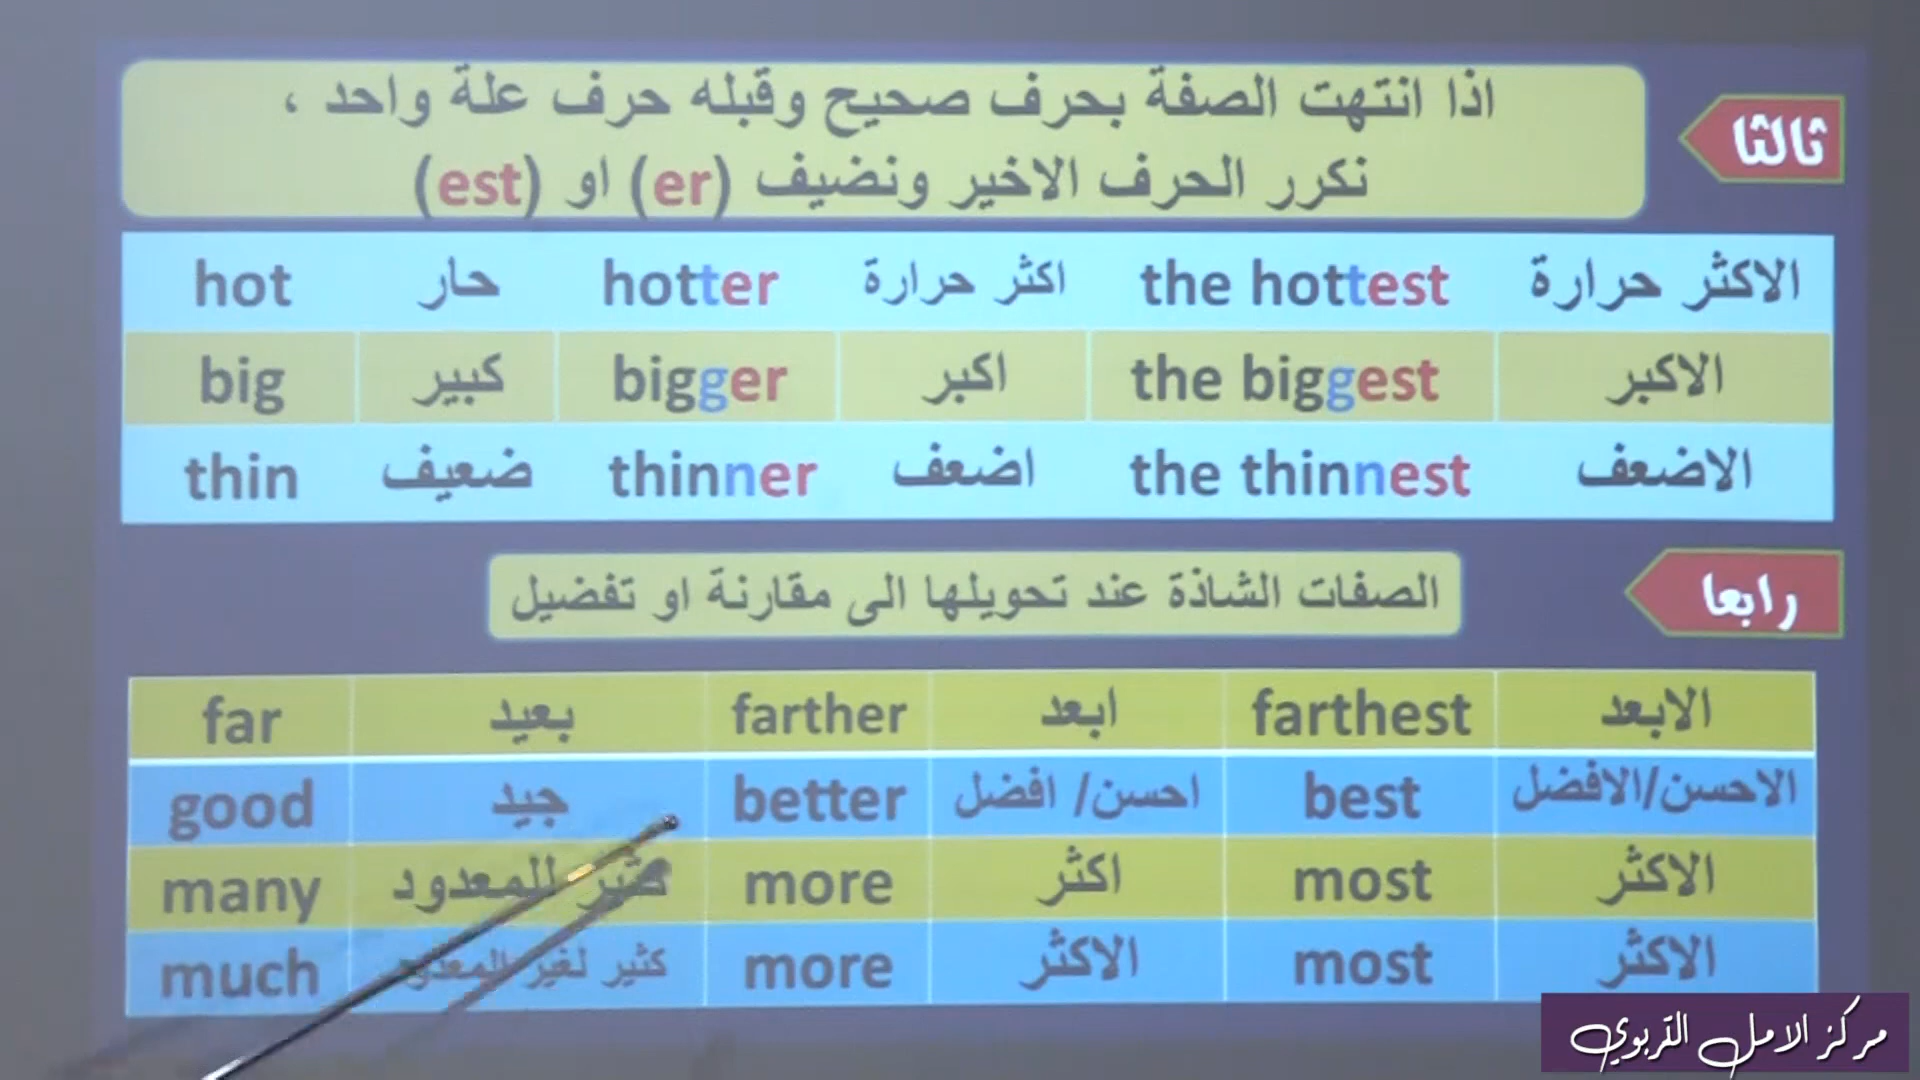 ثالثا
اذا انتهت الصفة بحرف صحيح وقبله حرف علة واحد ،
نكرر الحرف الاخير ونضيف (er) او (est)
hot حار hotter اكثر حرارة the hottest الاكثر حرارة
big كبير bigger اكبر the biggest الاكبر
thin ضعيف thinner اضعف the thinnest الاضعف
رابعا
الصفات الشاذة عند تحويلها الى مقارنة او تفضيل
far بعيد farther ابعد farthest الابعد
good جيد better احسن/ افضل best الاحسن/الافضل
many كثير للمعدود more اكثر most الاكثر
much كثير لغير للمعدود more الاكثر most الاكثر
مركز الامل التربوي